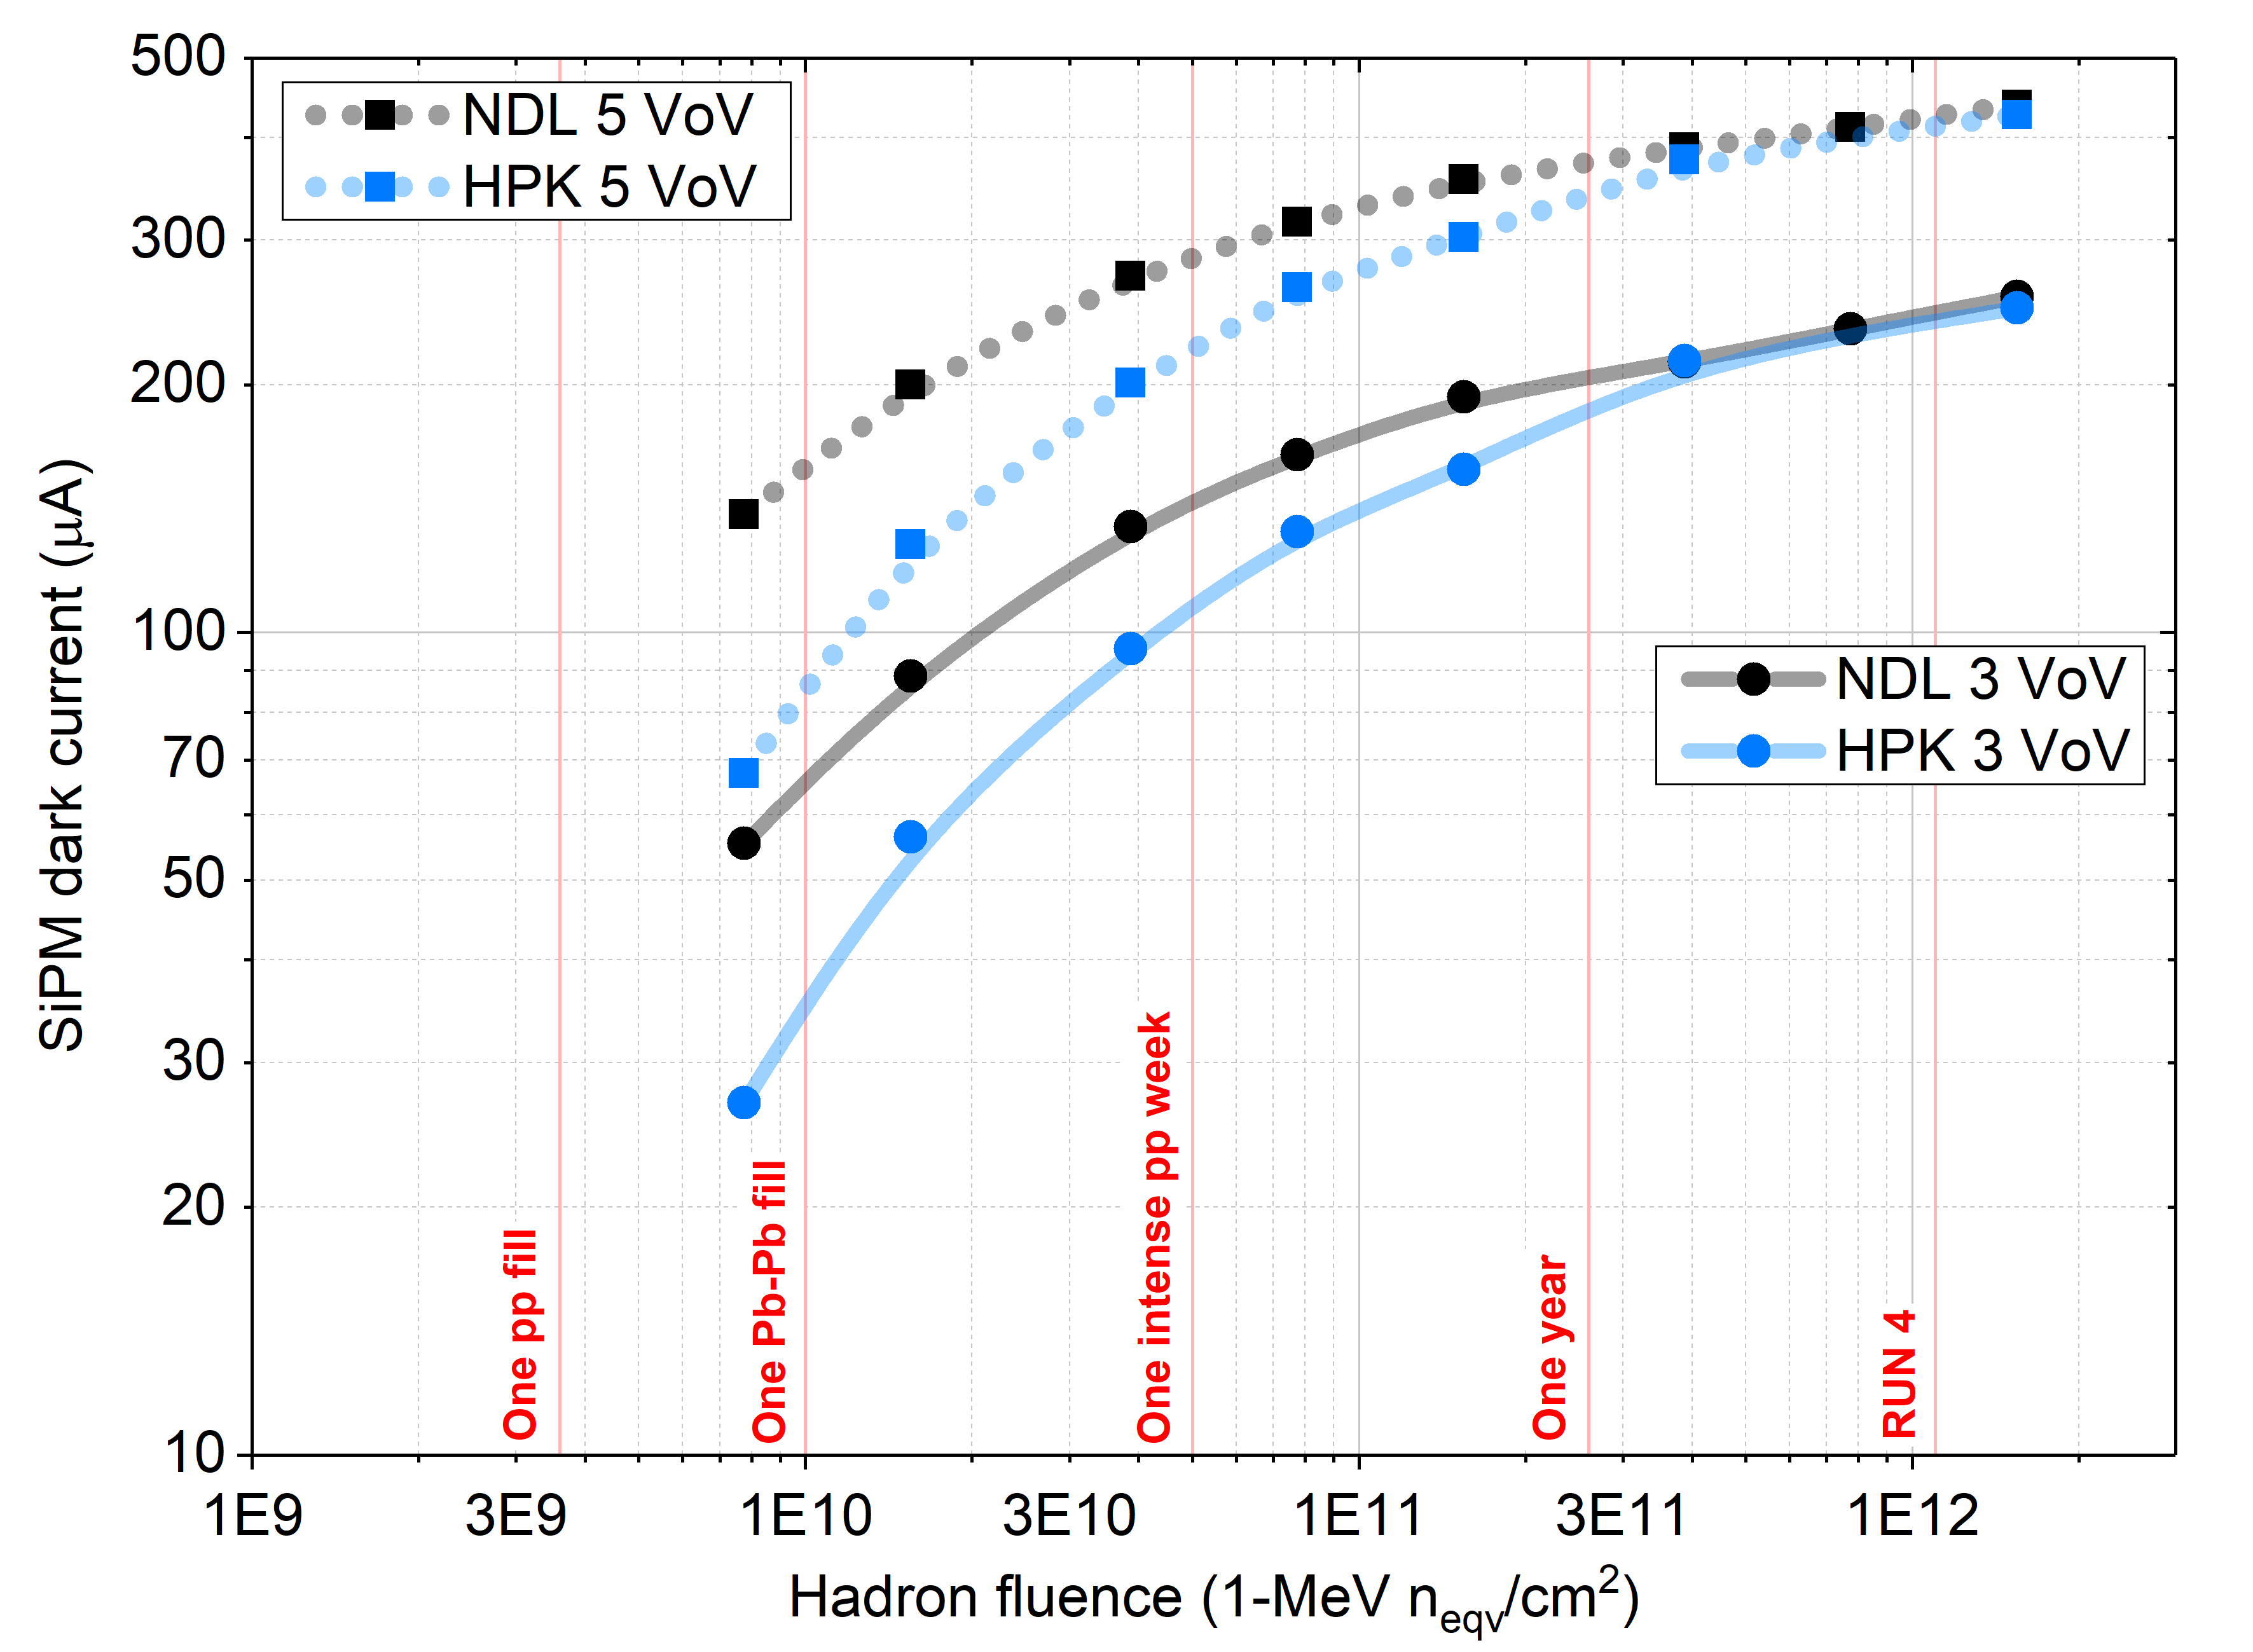 500
300
200
100
70
50
30
20
10
SiPM dark current (μA)
NDL 5 VoV
HPK 5 VoV
NDL 3 VoV
HPK 3 VoV
One pp fill
One Pb-Pb fill
One intense pp week
One year
RUN 4
1E9 3E9 1E10 3E10 1E11 3E11 1E12
Hadron fluence (1-MeV n_eqv/cm²)